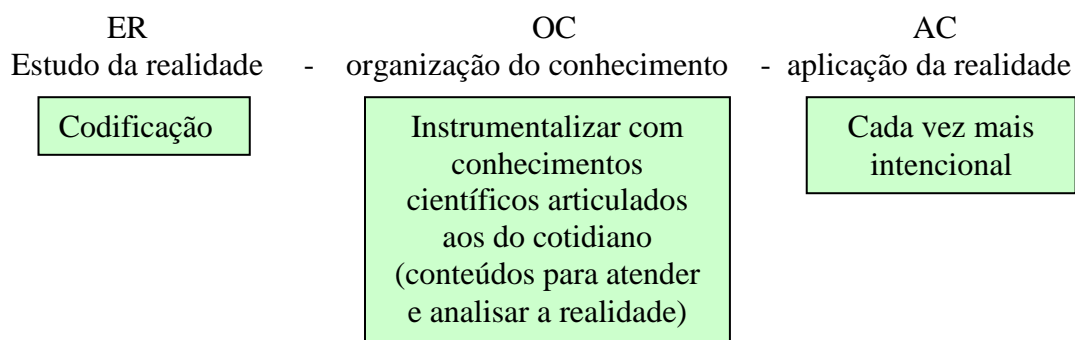 ER OC AC
Estudo da realidade - organização do conhecimento - aplicação da realidade
Codificação
Instrumentalizar com
conhecimentos
científicos articulados
aos do cotidiano
(conteúdos para atender
e analisar a realidade)
Cada vez mais
intencional